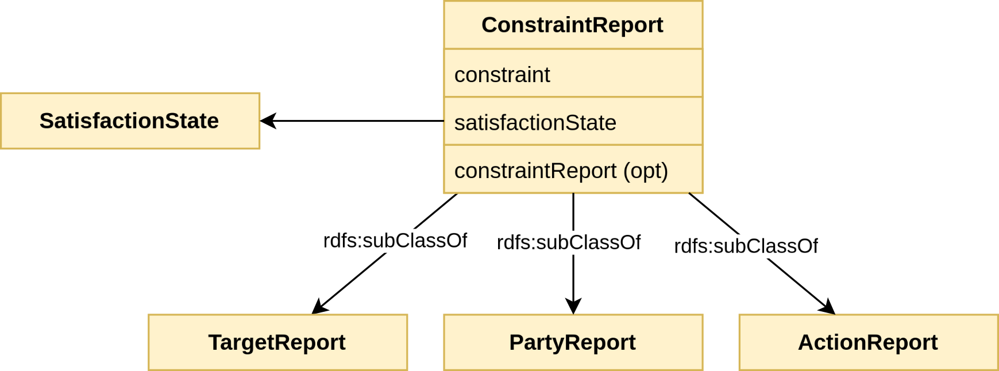 ConstraintReport
constraint
SatisfactionState
satisfactionState
constraintReport (opt)
rdfs:subClassOf
rdfs:subClassOf
rdfs:subClassOf
TargetReport
PartyReport
ActionReport